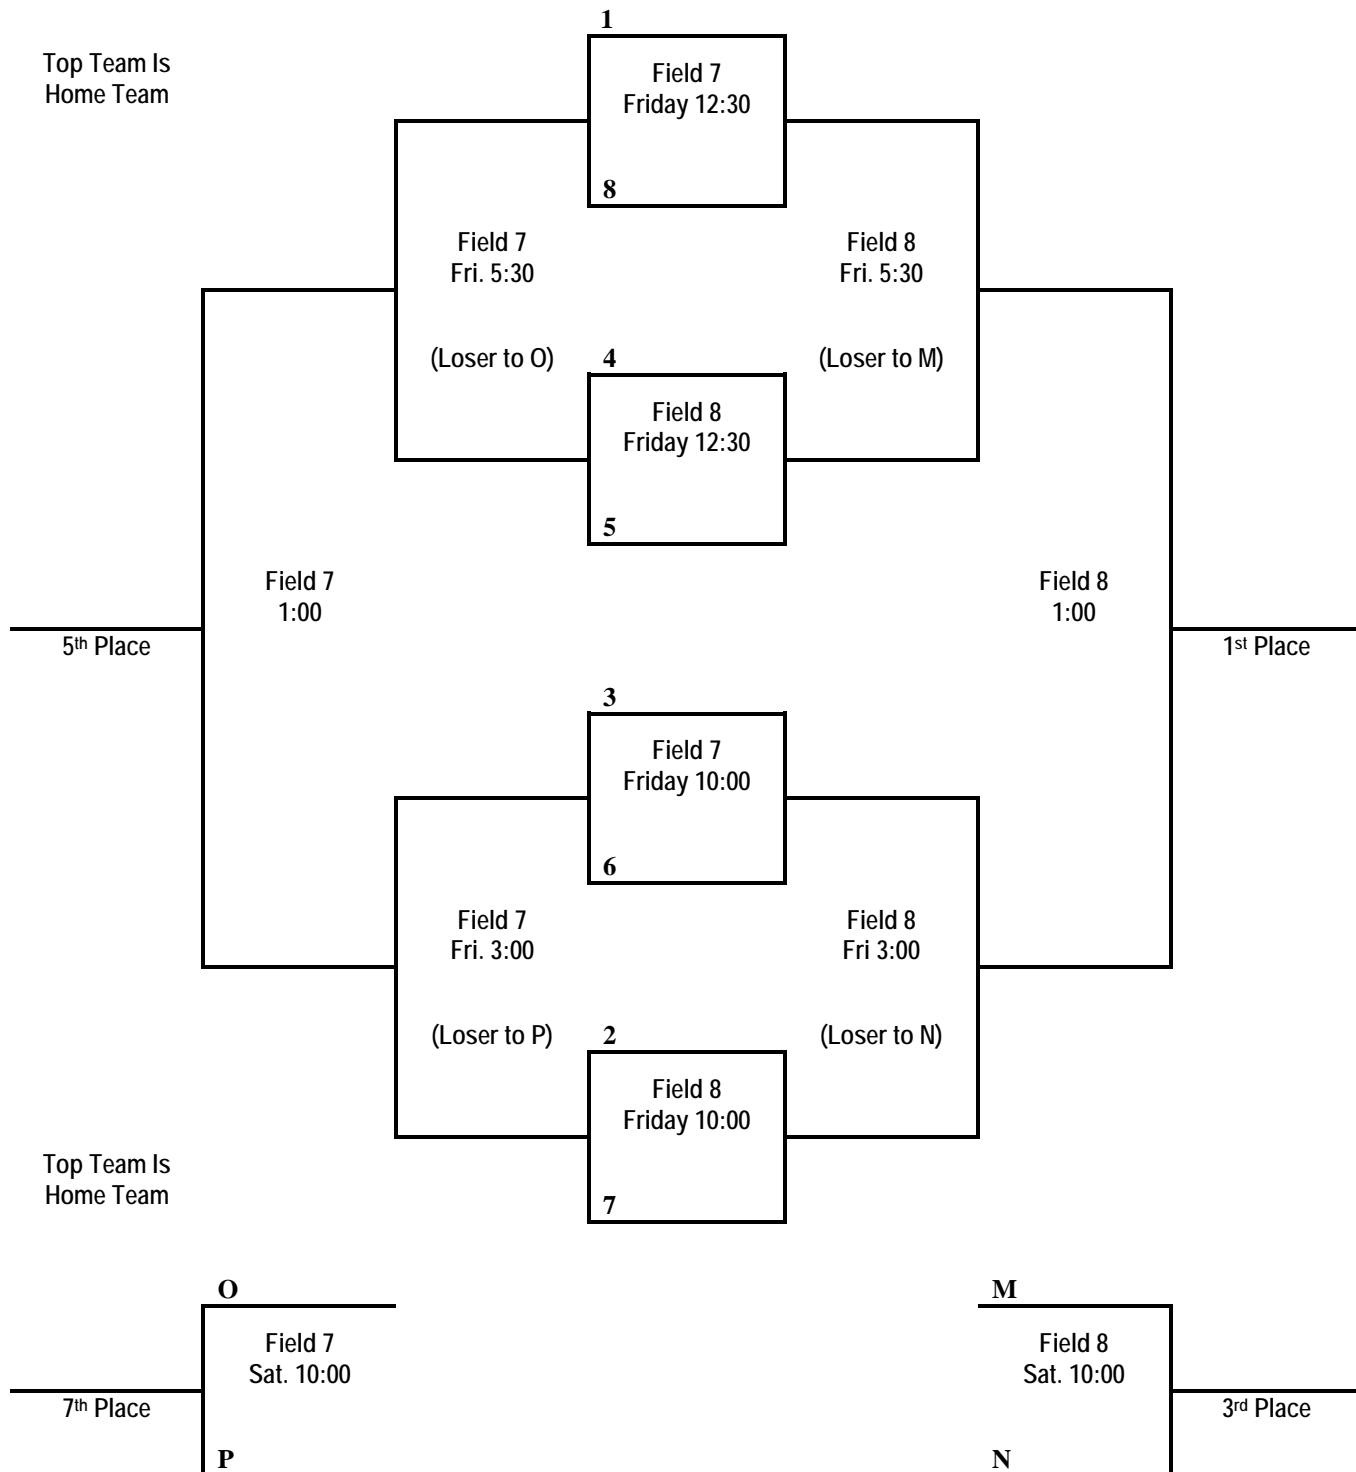 1
Top Team Is
Home Team
Field 7
Friday 12:30
8
Field 7
Fri. 5:30
Field 8
Fri. 5:30
(Loser to O)
4
(Loser to M)
Field 8
Friday 12:30
5
Field 7
1:00
Field 8
1:00
5th Place
1st Place
3
Field 7
Friday 10:00
6
Field 7
Fri. 3:00
Field 8
Fri 3:00
(Loser to P)
2
(Loser to N)
Field 8
Friday 10:00
Top Team Is
Home Team
7
O
M
Field 7
Sat. 10:00
Field 8
Sat. 10:00
7th Place
3rd Place
P
N